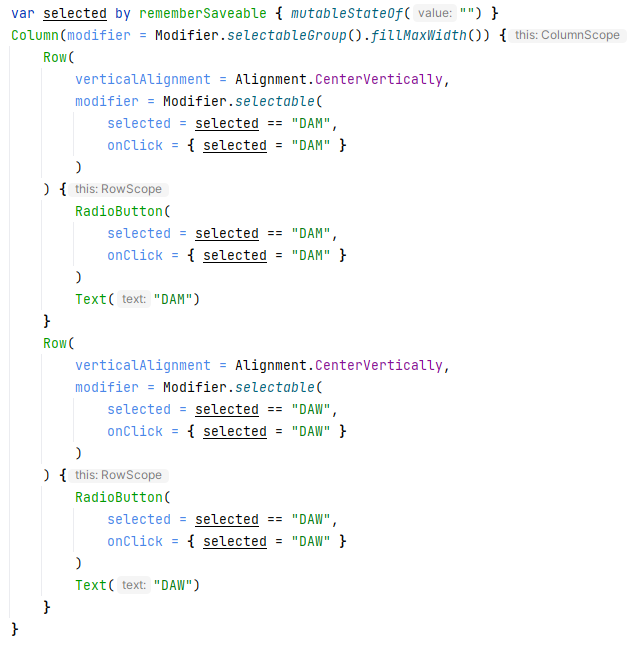 var selected by rememberSaveable { mutableStateOf( value: "") }
Column(modifier = Modifier.selectableGroup().fillMaxWidth()) { this: ColumnScope
    Row(
        verticalAlignment = Alignment.CenterVertically,
        modifier = Modifier.selectable(
            selected = selected == "DAM",
            onClick = { selected = "DAM" }
        )
    ) { this: RowScope
        RadioButton(
            selected = selected == "DAM",
            onClick = { selected = "DAM" }
        )
        Text( text: "DAM")
    }
    Row(
        verticalAlignment = Alignment.CenterVertically,
        modifier = Modifier.selectable(
            selected = selected == "DAW",
            onClick = { selected = "DAW" }
        )
    ) { this: RowScope
        RadioButton(
            selected = selected == "DAW",
            onClick = { selected = "DAW" }
        )
        Text( text: "DAW")
    }
}